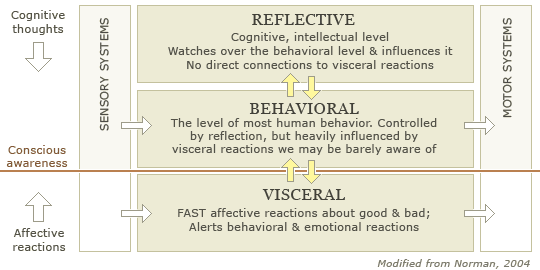 Cognitive
thoughts
Conscious
awareness
Affective
reactions
SENSORY SYSTEMS
REFLECTIVE
Cognitive, intellectual level
Watches over the behavioral level & influences it
No direct connections to visceral reactions
BEHAVIORAL
The level of most human behavior. Controlled
by reflection, but heavily influenced by
visceral reactions we may be barely aware of
VISCERAL
FAST affective reactions about good & bad;
Alerts behavioral & emotional reactions
MOTOR SYSTEMS
Modified from Norman, 2004